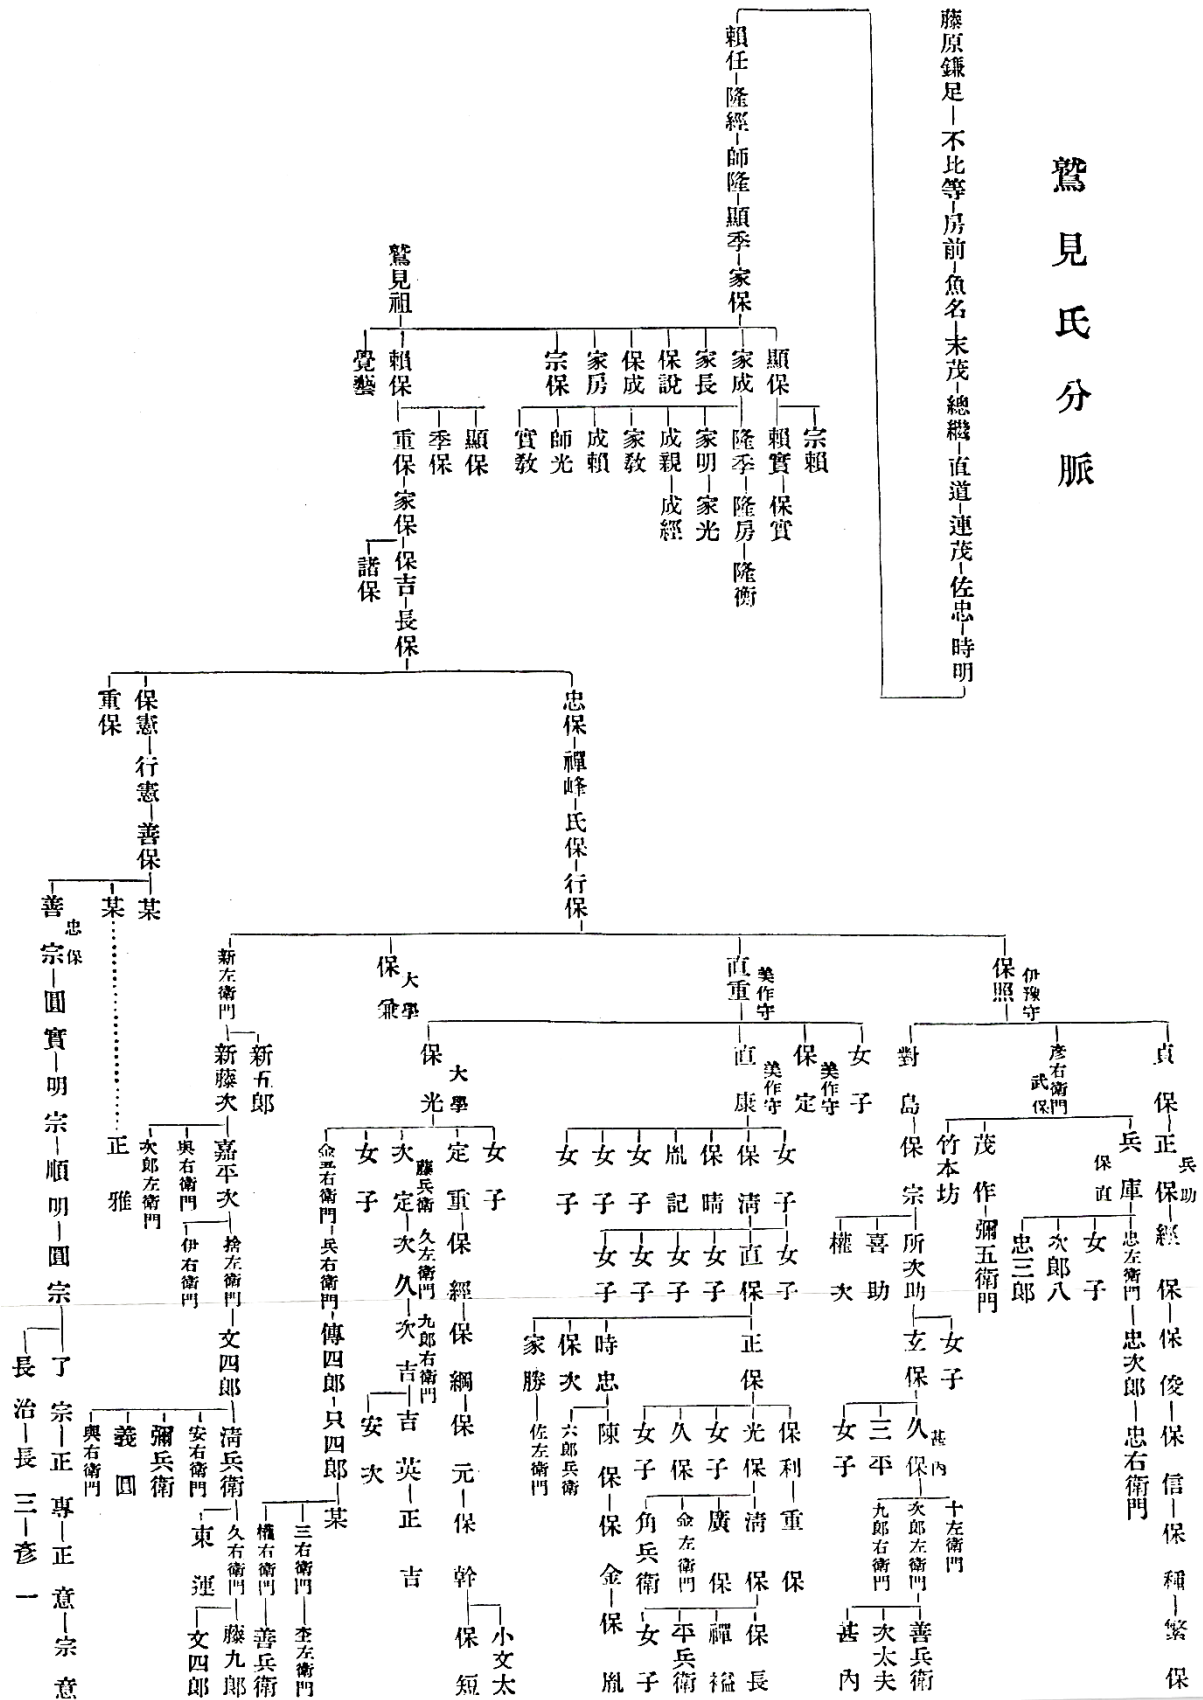 鷲見氏分脈
藤原鎌足―不比等―房前―魚名―末茂―總繼―直道―連茂―佐忠―時明
賴任―隆經―師隆―顯季―家保
顯保
家成
家長
保說
保成
家房
宗保
鷲見祖
賴保
覺藝
宗賴
賴實―保實
隆季―隆房―隆衡
家明―家光
成親―成經
家教
成賴
師光
實教
顯保
季保
重保―家保―保吉―長保
諸保
忠保―禪峰―氏保―行保
保憲―行憲―善保
重保
某
某
正雅
忠保
善宗―圓實―明宗―順明―圓宗
了宗―正專―正意―宗意
長治―長三―彥一
伊豫守
保照
美作守
直重
大學
保兼
新左衛門
貞保―正保―經保―保俊―保信―保種―繁保
兵助
彥右衛門
武保
對島―保宗
兵庫
保直
茂作―彌五衛門
竹本坊
忠左衛門―忠次郎―忠右衛門
女子
次郎八
忠三郎
所次助
喜助
權次
女子
玄保
甚內
久保
三平
女子
十左衛門
次郎左衛門
九郎右衛門
善兵衛
次太夫
甚內
女子
美作守
保定
美作守
直康
大學
保光
女子
保淸
保晴
胤記
女子
女子
女子
女子
直保
女子
女子
女子
女子
正保
時忠
保次
家勝―佐左衛門
保利―重保
光保
女子
久保
女子
陳保―保金―保胤
六郎兵衛
淸保
廣保
金左衛門
角兵衛
保長
禪隘
平兵衛
女子
女子
定重―保經―保綱―保元―保幹
小文太
保短
藤兵衛
次定
久左衛門
次久
九郎右衛門
次吉
吉英―正吉
安次
女子
金五右衛門―兵右衛門―傳四郎―只四郎
某
三右衛門―杢左衛門
權右衛門―善兵衛
新五郎
新藤次
嘉平次
與右衛門
次郎左衛門
捨左衛門―文四郎
伊右衛門
淸兵衛
安右衛門
彌兵衛
義圓
與右衛門
久右衛門
東運
藤九郎
文四郎